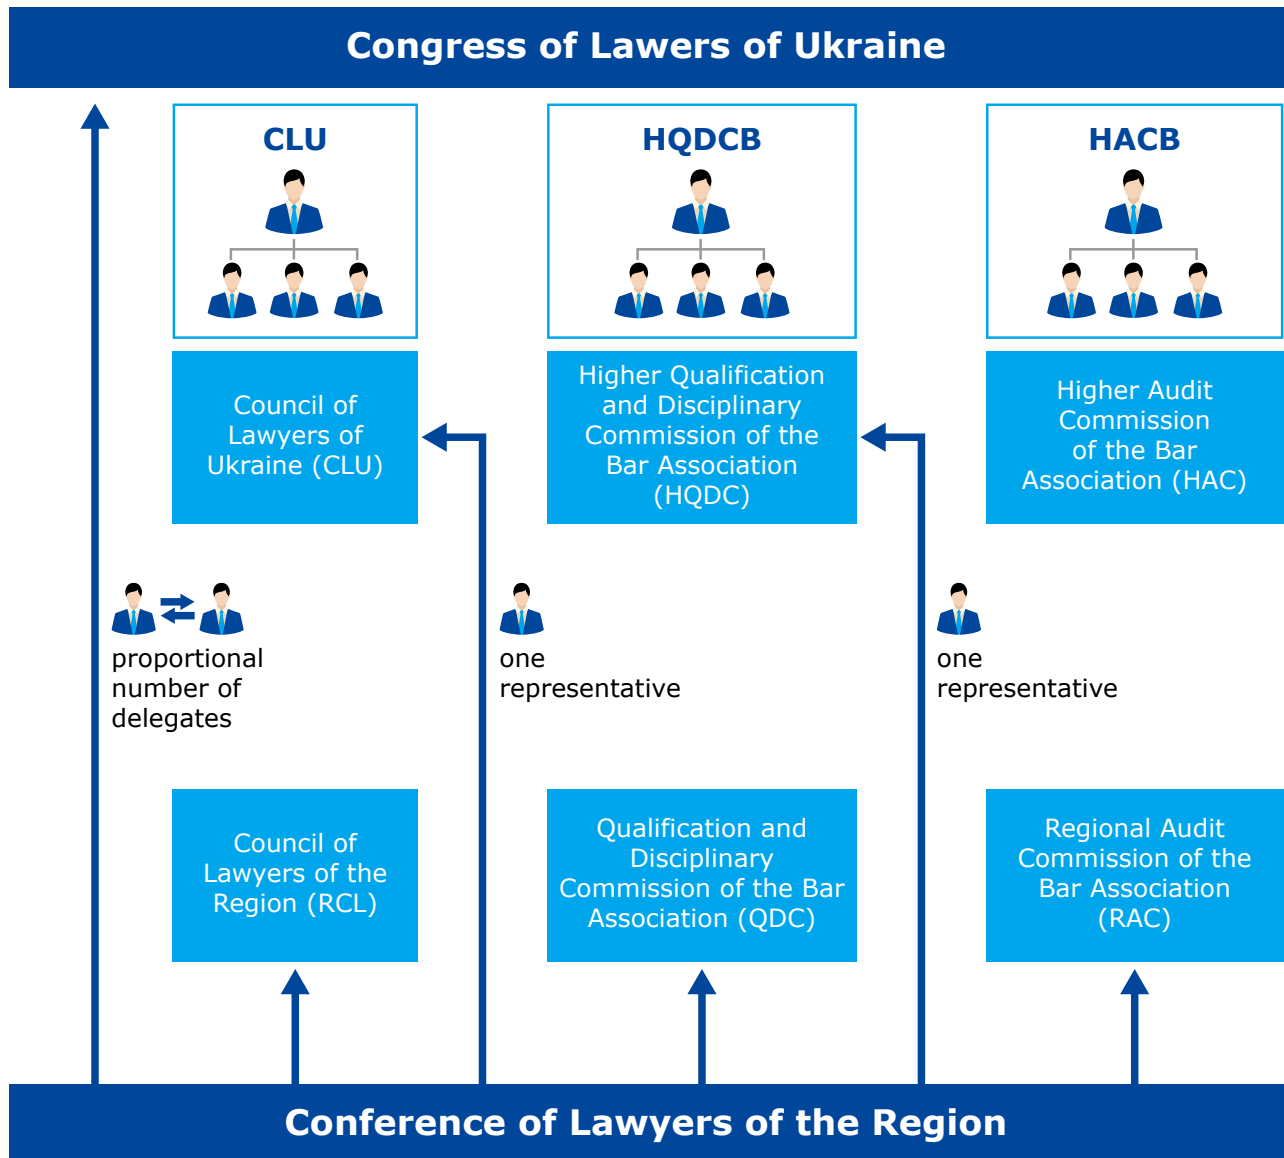 Congress of Lawers of Ukraine
CLU
HQDCB
HACB
Council of
Lawyers of
Ukraine (CLU)
Higher Qualification
and Disciplinary
Commission of the
Bar Association
(HQDC)
Higher Audit
Commission
of the Bar
Association (HAC)
proportional
number of
delegates
one
representative
one
representative
Council of
Lawyers of the
Region (RCL)
Qualification and
Disciplinary
Commission of the Bar
Association (QDC)
Regional Audit
Commission of the
Bar Association
(RAC)
Conference of Lawyers of the Region